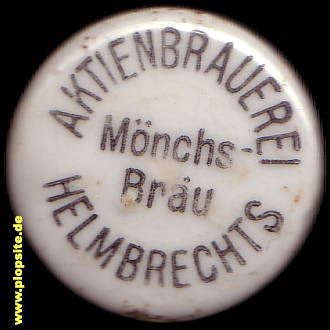 AKTIENBRAUEREI
Mönchs-
Bräu
HELMBRECHTS
www.plopsite.de